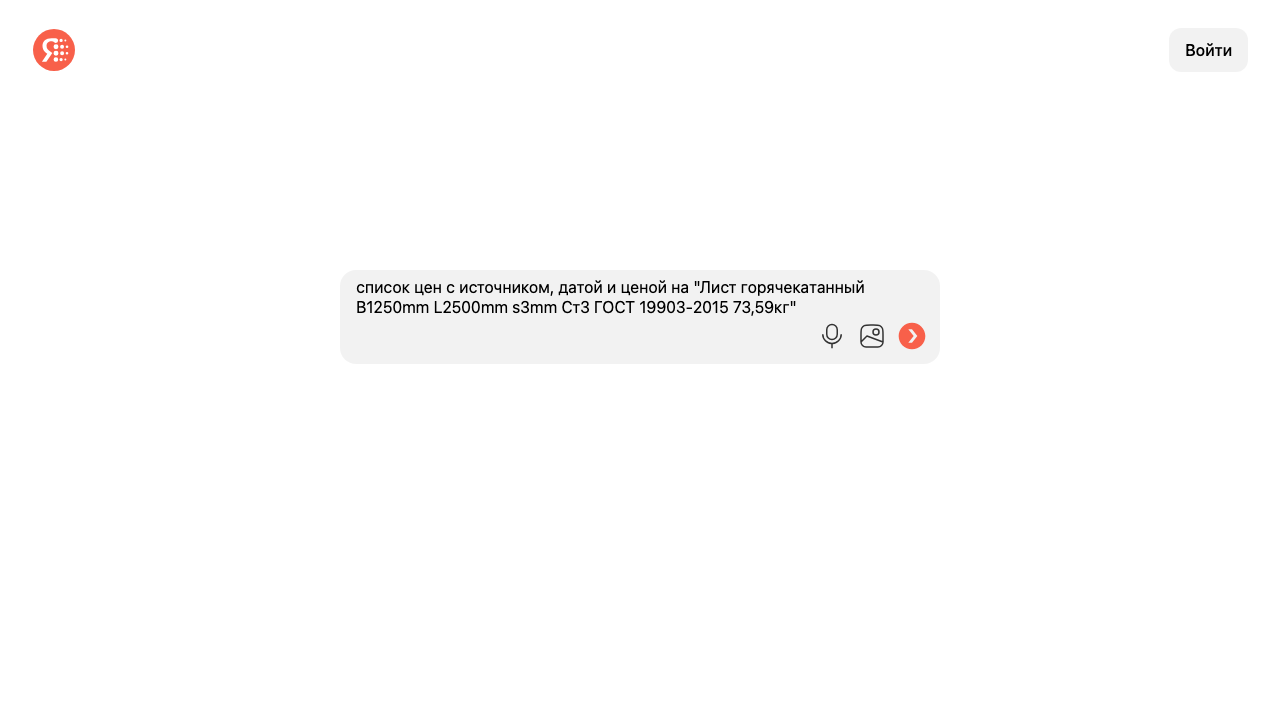 Я
Войти
список цен с источником, датой и ценой на "Лист горячекатанный
B1250mm L2500mm s3mm Ст3 ГОСТ 19903-2015 73,59кг"